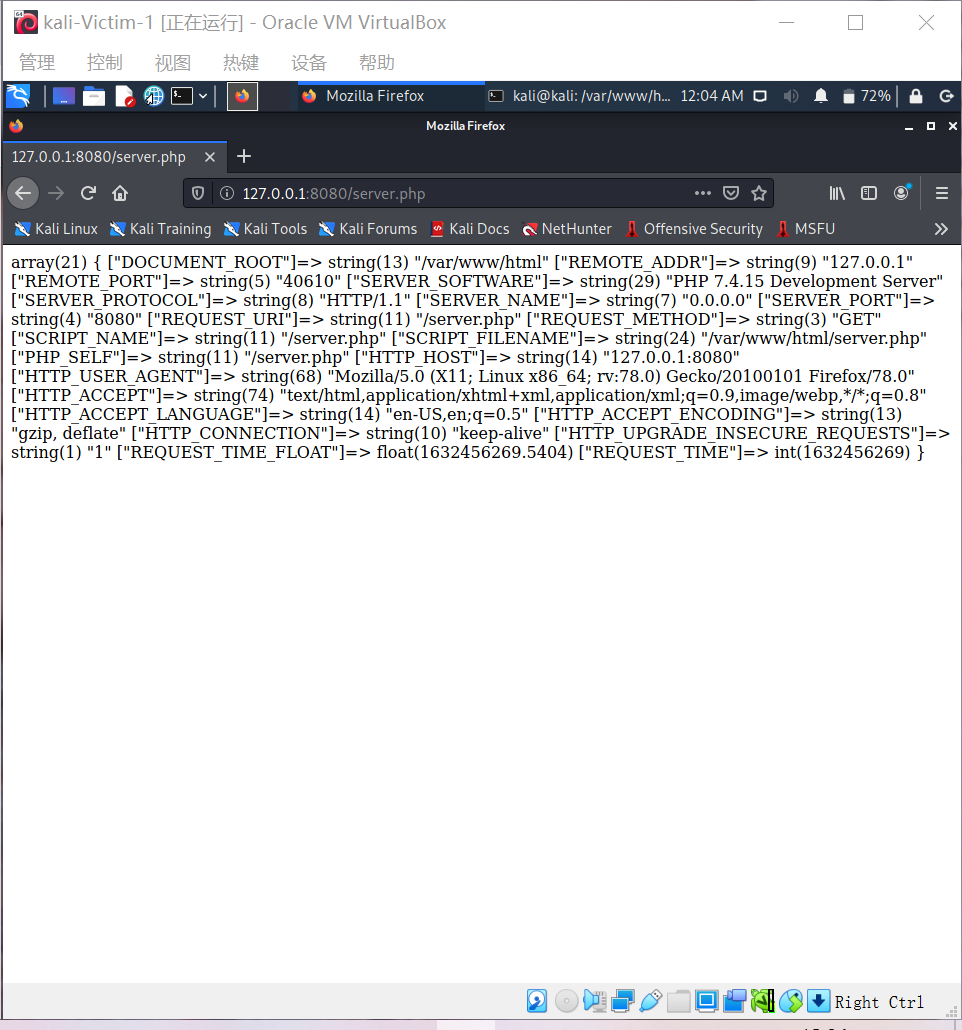 kali-Victim-1 [正在运行] - Oracle VM VirtualBox
管理 控制 视图 热键 设备 帮助
Mozilla Firefox kali@kali: /var/www/h... 12:04 AM 72%
Mozilla Firefox
127.0.0.1:8080/server.php
127.0.0.1:8080/server.php
Kali Linux Kali Training Kali Tools Kali Forums Kali Docs NetHunter Offensive Security MSFU
array(21) { ["DOCUMENT_ROOT"]=> string(13) "/var/www/html" ["REMOTE_ADDR"]=> string(9) "127.0.0.1"
["REMOTE_PORT"]=> string(5) "40610" ["SERVER_SOFTWARE"]=> string(29) "PHP 7.4.15 Development Server"
["SERVER_PROTOCOL"]=> string(8) "HTTP/1.1" ["SERVER_NAME"]=> string(7) "0.0.0.0" ["SERVER_PORT"]=>
string(4) "8080" ["REQUEST_URI"]=> string(11) "/server.php" ["REQUEST_METHOD"]=> string(3) "GET"
["SCRIPT_NAME"]=> string(11) "/server.php" ["SCRIPT_FILENAME"]=> string(24) "/var/www/html/server.php"
["PHP_SELF"]=> string(11) "/server.php" ["HTTP_HOST"]=> string(14) "127.0.0.1:8080"
["HTTP_USER_AGENT"]=> string(68) "Mozilla/5.0 (X11; Linux x86_64; rv:78.0) Gecko/20100101 Firefox/78.0"
["HTTP_ACCEPT"]=> string(74) "text/html,application/xhtml+xml,application/xml;q=0.9,image/webp,*/*;q=0.8"
["HTTP_ACCEPT_LANGUAGE"]=> string(14) "en-US,en;q=0.5" ["HTTP_ACCEPT_ENCODING"]=> string(13)
"gzip, deflate" ["HTTP_CONNECTION"]=> string(10) "keep-alive" ["HTTP_UPGRADE_INSECURE_REQUESTS"]=>
string(1) "1" ["REQUEST_TIME_FLOAT"]=> float(1632456269.5404) ["REQUEST_TIME"]=> int(1632456269) }
Right Ctrl